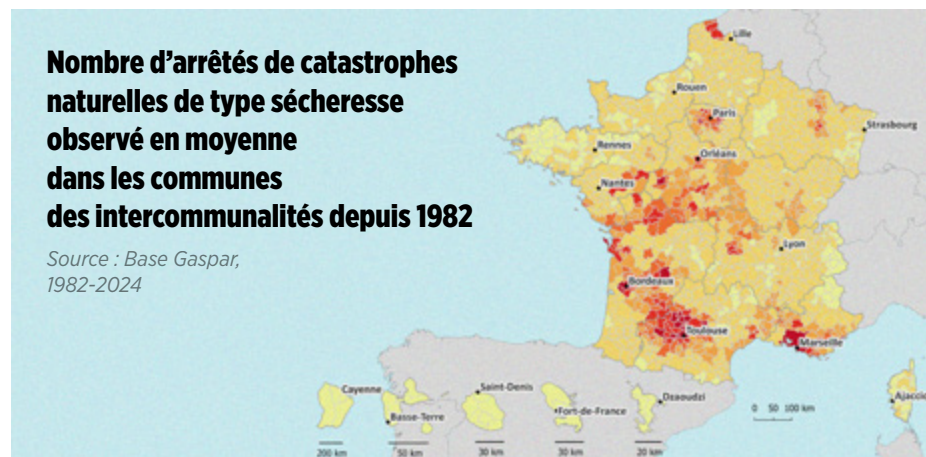 Nombre d’arrêtés de catastrophes
naturelles de type sécheresse
observé en moyenne
dans les communes
des intercommunalités depuis 1982
Source : Base Gaspar,
1982-2024
Lille
Rouen
Paris
Strasbourg
Rennes
Orléans
Nantes
Lyon
Bordeaux
Toulouse
Marseille
Cayenne
Saint-Denis
Dzaoudzi
Basse-Terre
Fort-de-France
Ajaccio
0 50 100 km
200 km
50 km
30 km
30 km
20 km